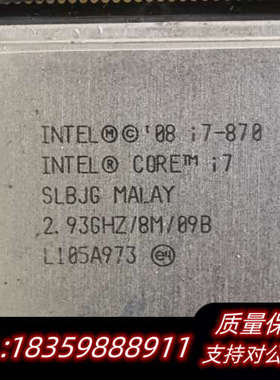 INTELⓂ©'08 i7-870
INTEL® CORE™ i7
SLBJG MALAY
2.93GHZ/8M/09B
L105A973 e4
:18359888911
质量保
支持对公